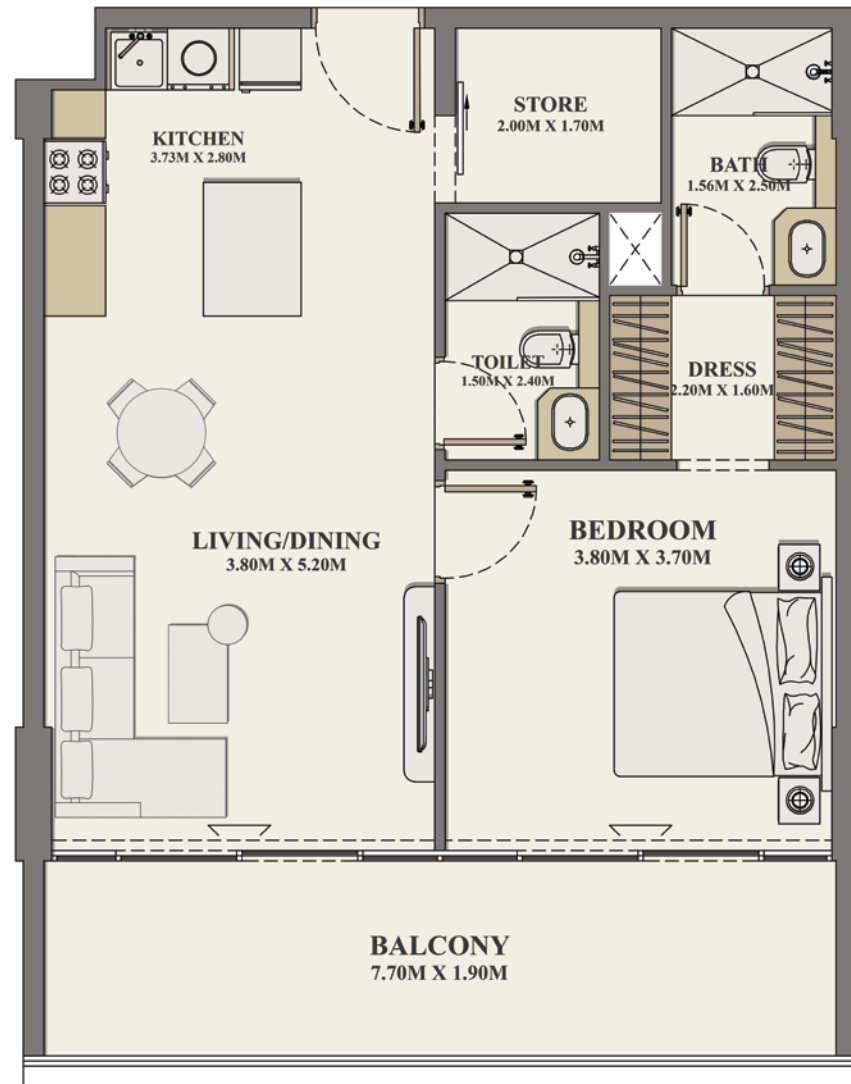 KITCHEN
3.73M X 2.80M
STORE
2.00M X 1.70M
BATH
1.56M X 2.50M
TOILET
1.50M X 2.40M
DRESS
2.20M X 1.60M
LIVING/DINING
3.80M X 5.20M
BEDROOM
3.80M X 3.70M
BALCONY
7.70M X 1.90M